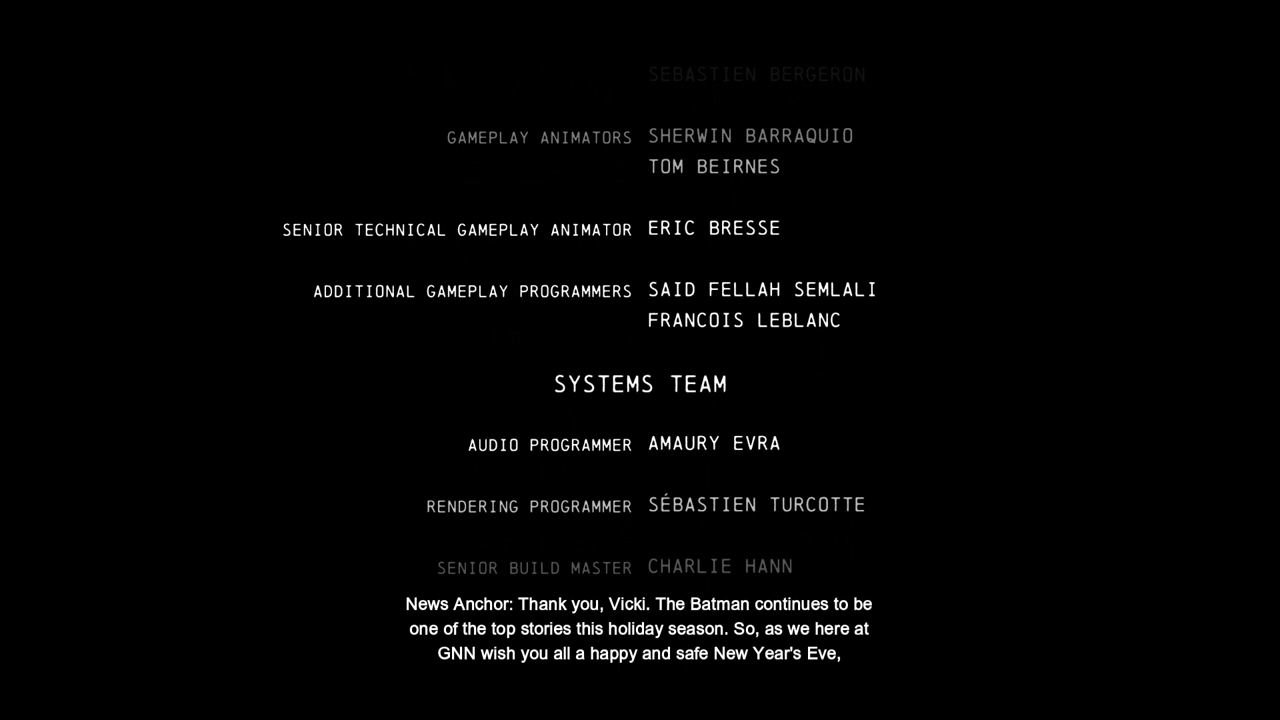 SEBASTIEN BERGERON
GAMEPLAY ANIMATORS SHERWIN BARRAQUIO
TOM BEIRNES
SENIOR TECHNICAL GAMEPLAY ANIMATOR ERIC BRESSE
ADDITIONAL GAMEPLAY PROGRAMMERS SAID FELLAH SEMLALI
FRANCOIS LEBLANC
SYSTEMS TEAM
AUDIO PROGRAMMER AMAURY EVRA
RENDERING PROGRAMMER SÉBASTIEN TURCOTTE
SENIOR BUILD MASTER CHARLIE HANN
News Anchor: Thank you, Vicki. The Batman continues to be
one of the top stories this holiday season. So, as we here at
GNN wish you all a happy and safe New Year's Eve,